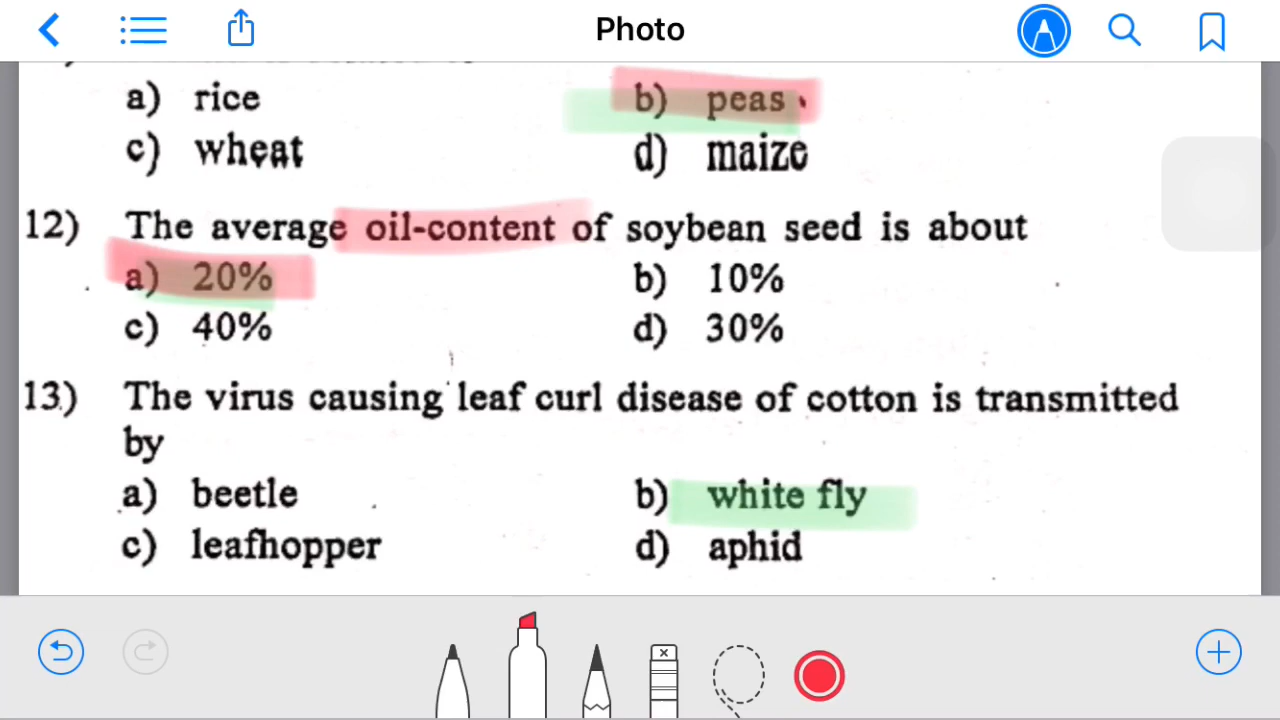 Photo
a) rice b) peas
c) wheat d) maize
12) The average oil-content of soybean seed is about
a) 20% b) 10%
c) 40% d) 30%
13) The virus causing leaf curl disease of cotton is transmitted
by
a) beetle b) white fly
c) leafhopper d) aphid